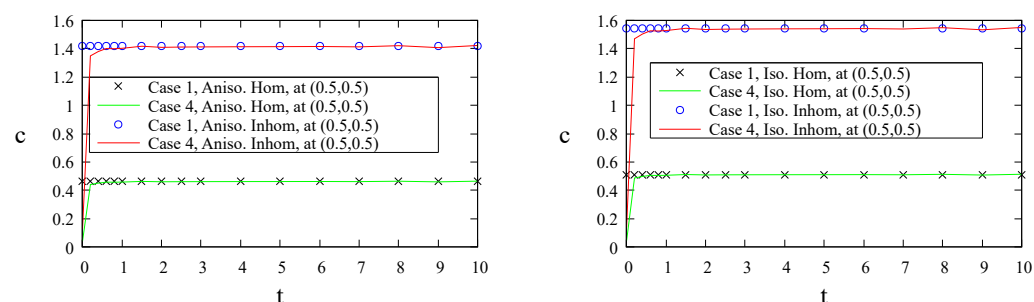 1.6
1.4
1.2
1
0.8
0.6
0.4
0.2
0
c
Case 1, Aniso. Hom, at (0.5,0.5)
Case 4, Aniso. Hom, at (0.5,0.5)
Case 1, Aniso. Inhom, at (0.5,0.5)
Case 4, Aniso. Inhom, at (0.5,0.5)
0 1 2 3 4 5 6 7 8 9 10
t
1.6
1.4
1.2
1
0.8
0.6
0.4
0.2
0
c
Case 1, Iso. Hom, at (0.5,0.5)
Case 4, Iso. Hom, at (0.5,0.5)
Case 1, Iso. Inhom, at (0.5,0.5)
Case 4, Iso. Inhom, at (0.5,0.5)
0 1 2 3 4 5 6 7 8 9 10
t